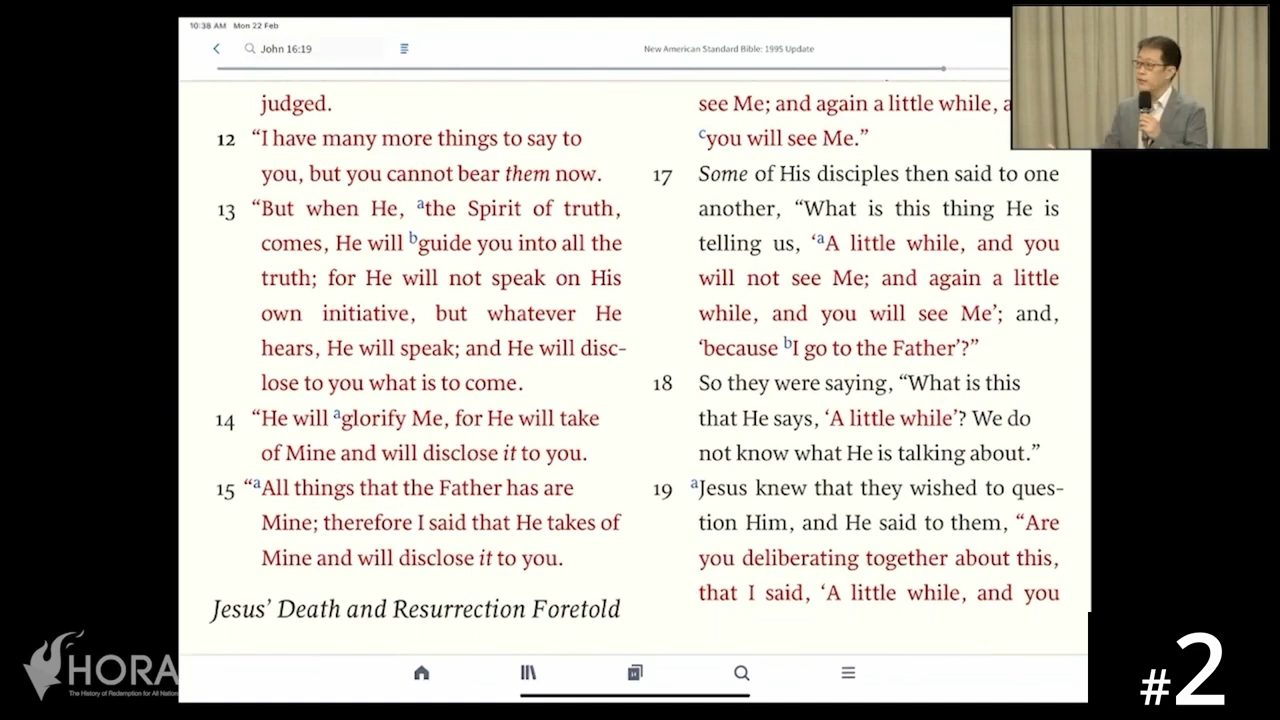 10:38 AM Mon 22 Feb
John 16:19
New American Standard Bible: 1995 Update
judged.
12 “I have many more things to say to
you, but you cannot bear them now.
13 “But when He, athe Spirit of truth,
comes, He will bguide you into all the
truth; for He will not speak on His
own initiative, but whatever He
hears, He will speak; and He will disc-
lose to you what is to come.
14 “He will aglorify Me, for He will take
of Mine and will disclose it to you.
15 “aAll things that the Father has are
Mine; therefore I said that He takes of
Mine and will disclose it to you.
Jesus’ Death and Resurrection Foretold
see Me; and again a little while, a
cyou will see Me.”
17 Some of His disciples then said to one
another, “What is this thing He is
telling us, ‘aA little while, and you
will not see Me; and again a little
while, and you will see Me’; and,
‘because bI go to the Father’?”
18 So they were saying, “What is this
that He says, ‘A little while’? We do
not know what He is talking about.”
19 aJesus knew that they wished to ques-
tion Him, and He said to them, “Are
you deliberating together about this,
that I said, ‘A little while, and you
HORA
The History of Redemption for All Nation
#2